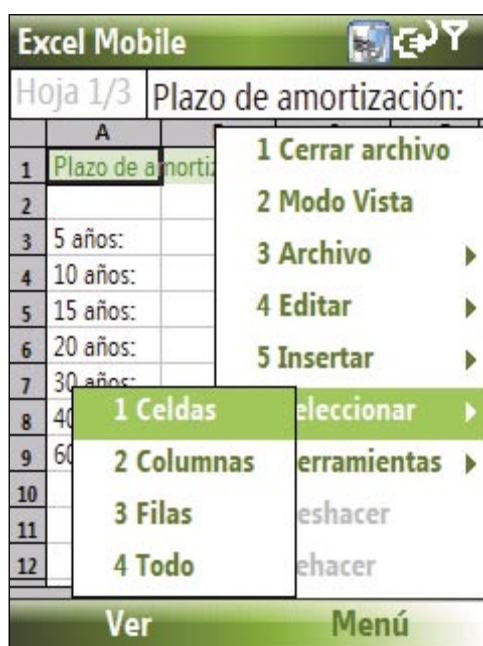 Excel Mobile
Hoja 1/3 Plazo de amortización:
A
1 Plazo de amortiz
2
3 5 años:
4 10 años:
5 15 años:
6 20 años:
7 30 años:
8 40
9 60
10
11
12
1 Cerrar archivo
2 Modo Vista
3 Archivo
4 Editar
5 Insertar
eleccionar
erramientas
eshacer
ehacer
1 Celdas
2 Columnas
3 Filas
4 Todo
Ver Menú